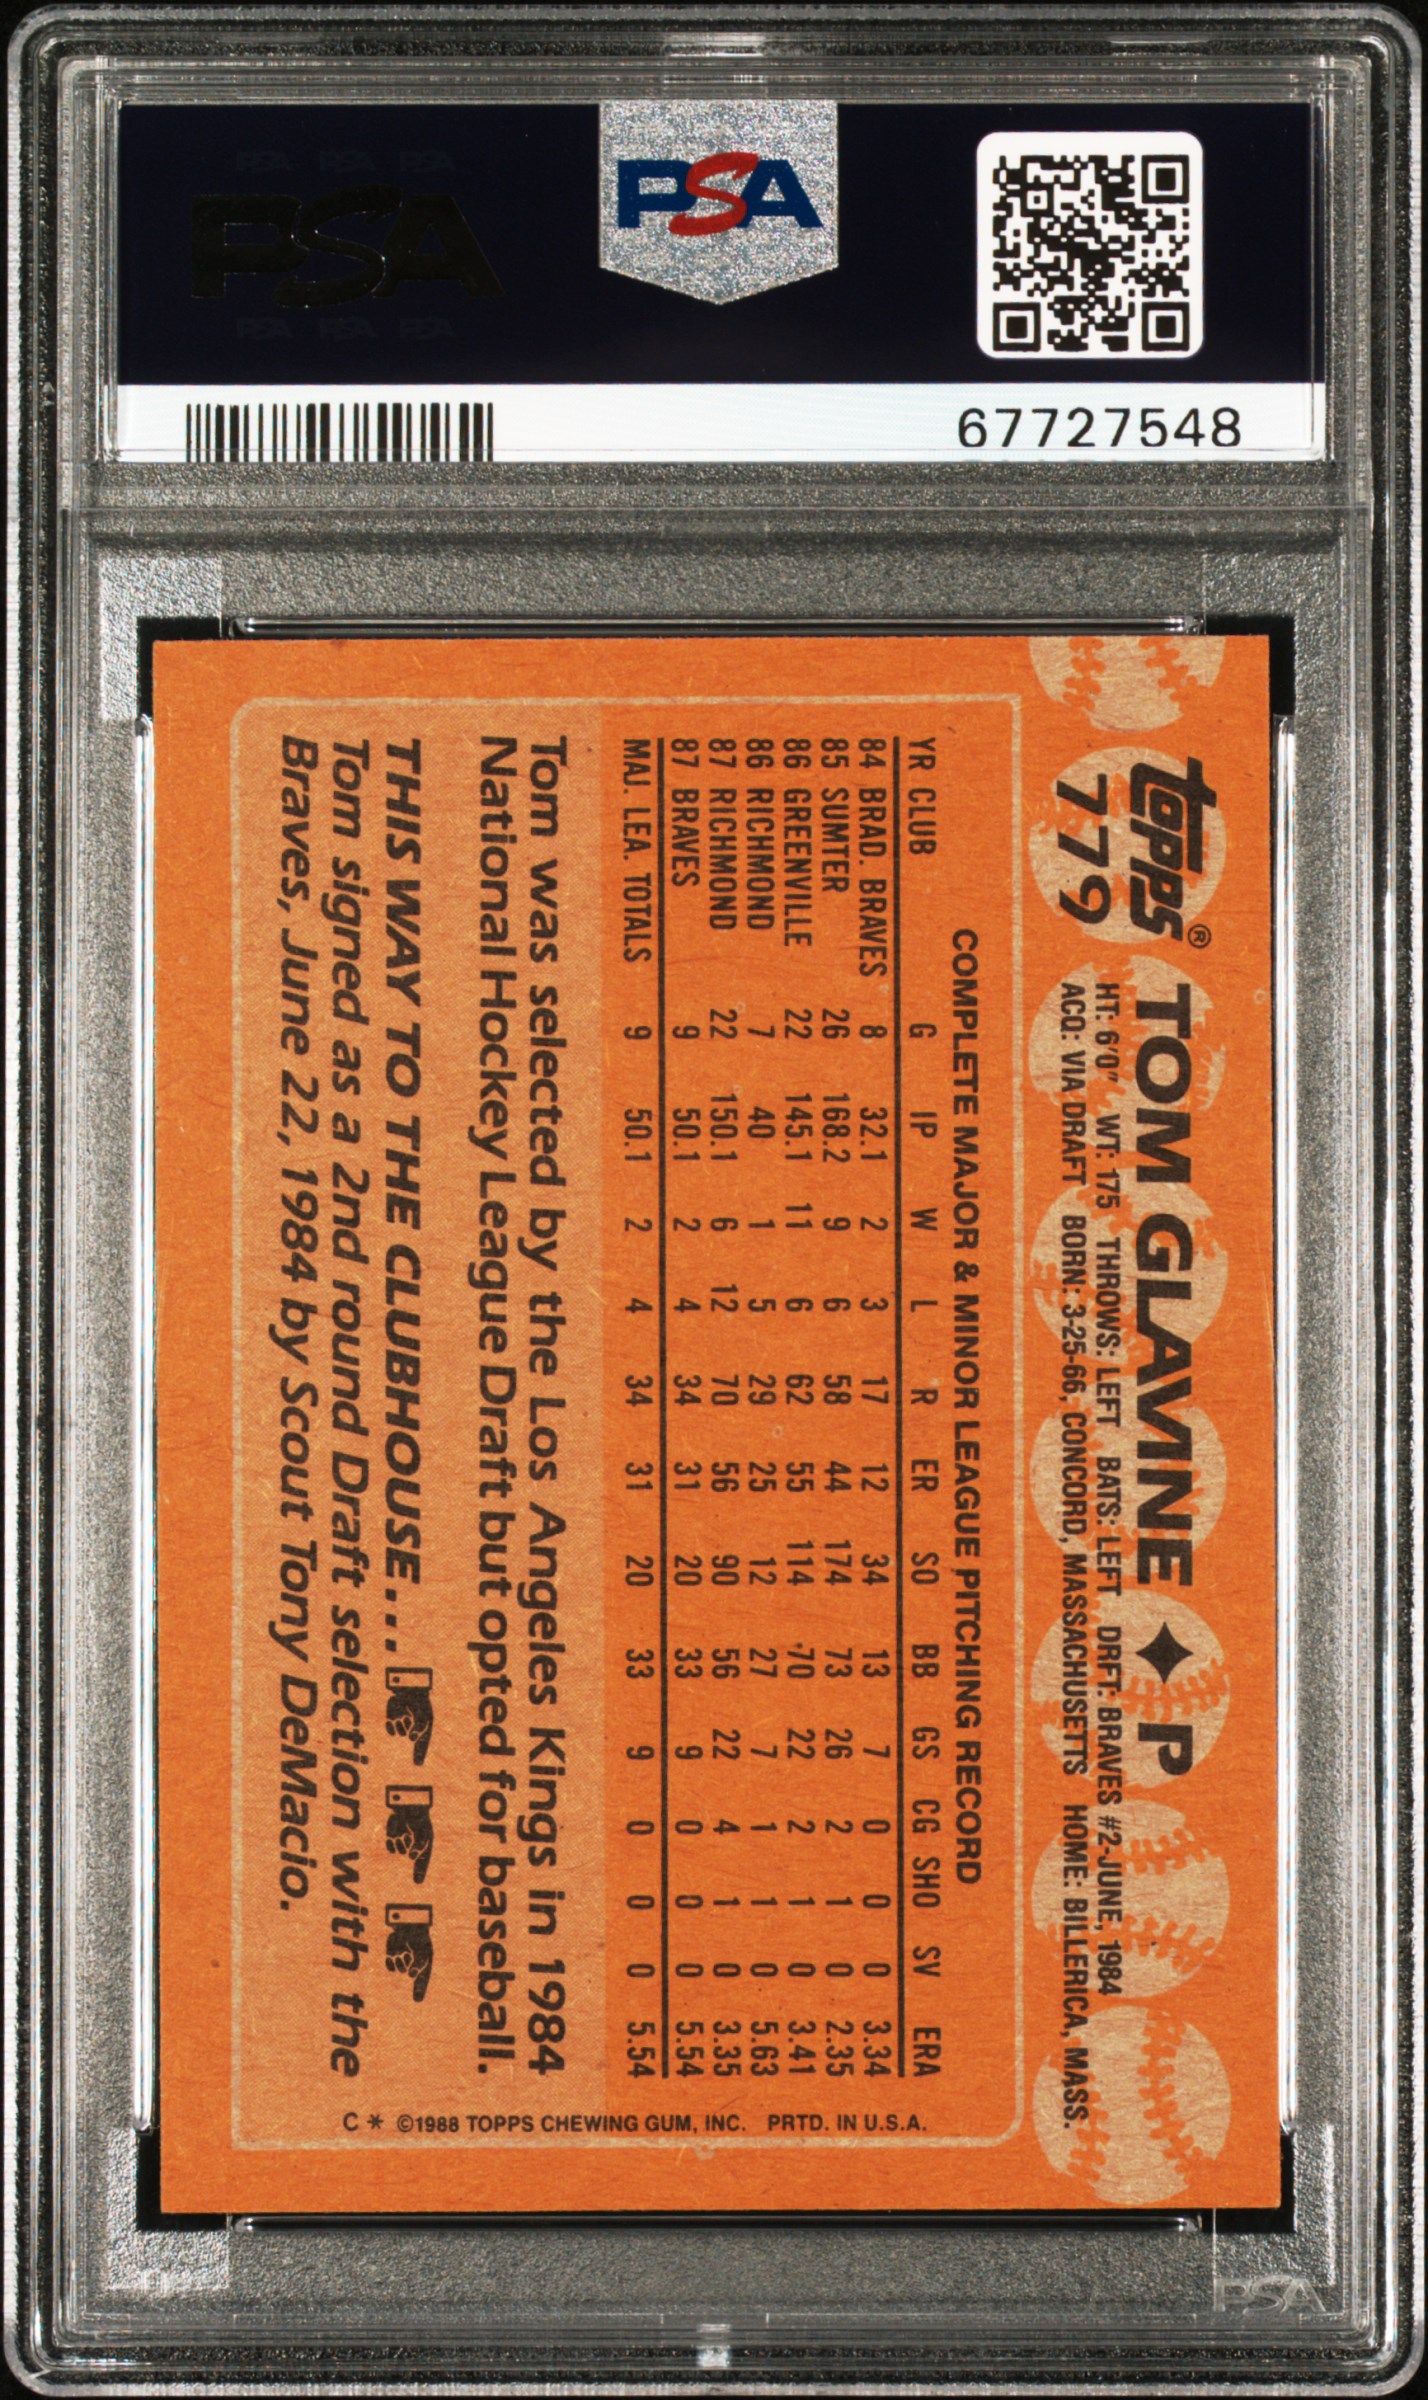 PSA PSA PSA
PSA
PSA PSA PSA
PSA
67727548
topps®
779
TOM GLAVINE ✦ P
HT: 6'0" WT: 175 THROWS: LEFT BATS: LEFT DRFT: BRAVES #2-JUNE, 1984
ACQ: VIA DRAFT BORN: 3-25-66, CONCORD, MASSACHUSETTS HOME: BILLERICA, MASS.
COMPLETE MAJOR & MINOR LEAGUE PITCHING RECORD
YR CLUB G IP W L R ER SO BB GS CG SHO SV ERA
84 BRAD. BRAVES 8 32.1 2 3 17 12 34 13 7 0 0 0 3.34
85 SUMTER 26 168.2 9 6 58 44 174 73 26 2 1 0 2.35
86 GREENVILLE 22 145.1 11 6 62 55 114 70 22 2 1 0 3.41
86 RICHMOND 7 40 1 5 29 25 12 27 7 1 1 0 5.63
87 RICHMOND 22 150.1 6 12 70 56 90 56 22 4 1 0 3.35
87 BRAVES 9 50.1 2 4 34 31 20 33 9 0 0 0 5.54
MAJ. LEA. TOTALS 9 50.1 2 4 34 31 20 33 9 0 0 0 5.54
Tom was selected by the Los Angeles Kings in 1984
National Hockey League Draft but opted for baseball.
THIS WAY TO THE CLUBHOUSE...
Tom signed as a 2nd round Draft selection with the
Braves, June 22, 1984 by Scout Tony DeMacio.
C* ©1988 TOPPS CHEWING GUM, INC. PRTD. IN U.S.A.
PSA